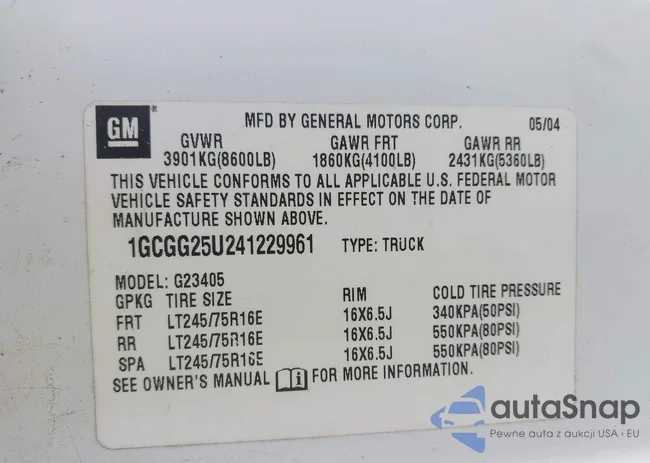 GM ® MFD BY GENERAL MOTORS CORP. 05/04
GVWR GAWR FRT GAWR RR
3901KG(8600LB) 1860KG(4100LB) 2431KG(5360LB)
THIS VEHICLE CONFORMS TO ALL APPLICABLE U.S. FEDERAL MOTOR
VEHICLE SAFETY STANDARDS IN EFFECT ON THE DATE OF
MANUFACTURE SHOWN ABOVE.
1GCGG25U241229961 TYPE: TRUCK
MODEL: G23405
GPKG TIRE SIZE RIM COLD TIRE PRESSURE
FRT LT245/75R16E 16X6.5J 340KPA(50PSI)
RR LT245/75R16E 16X6.5J 550KPA(80PSI)
SPA LT245/75R16E 16X6.5J 550KPA(80PSI)
SEE OWNER'S MANUAL i FOR MORE INFORMATION.
autaSnap
Pewne auta z aukcji USA i EU